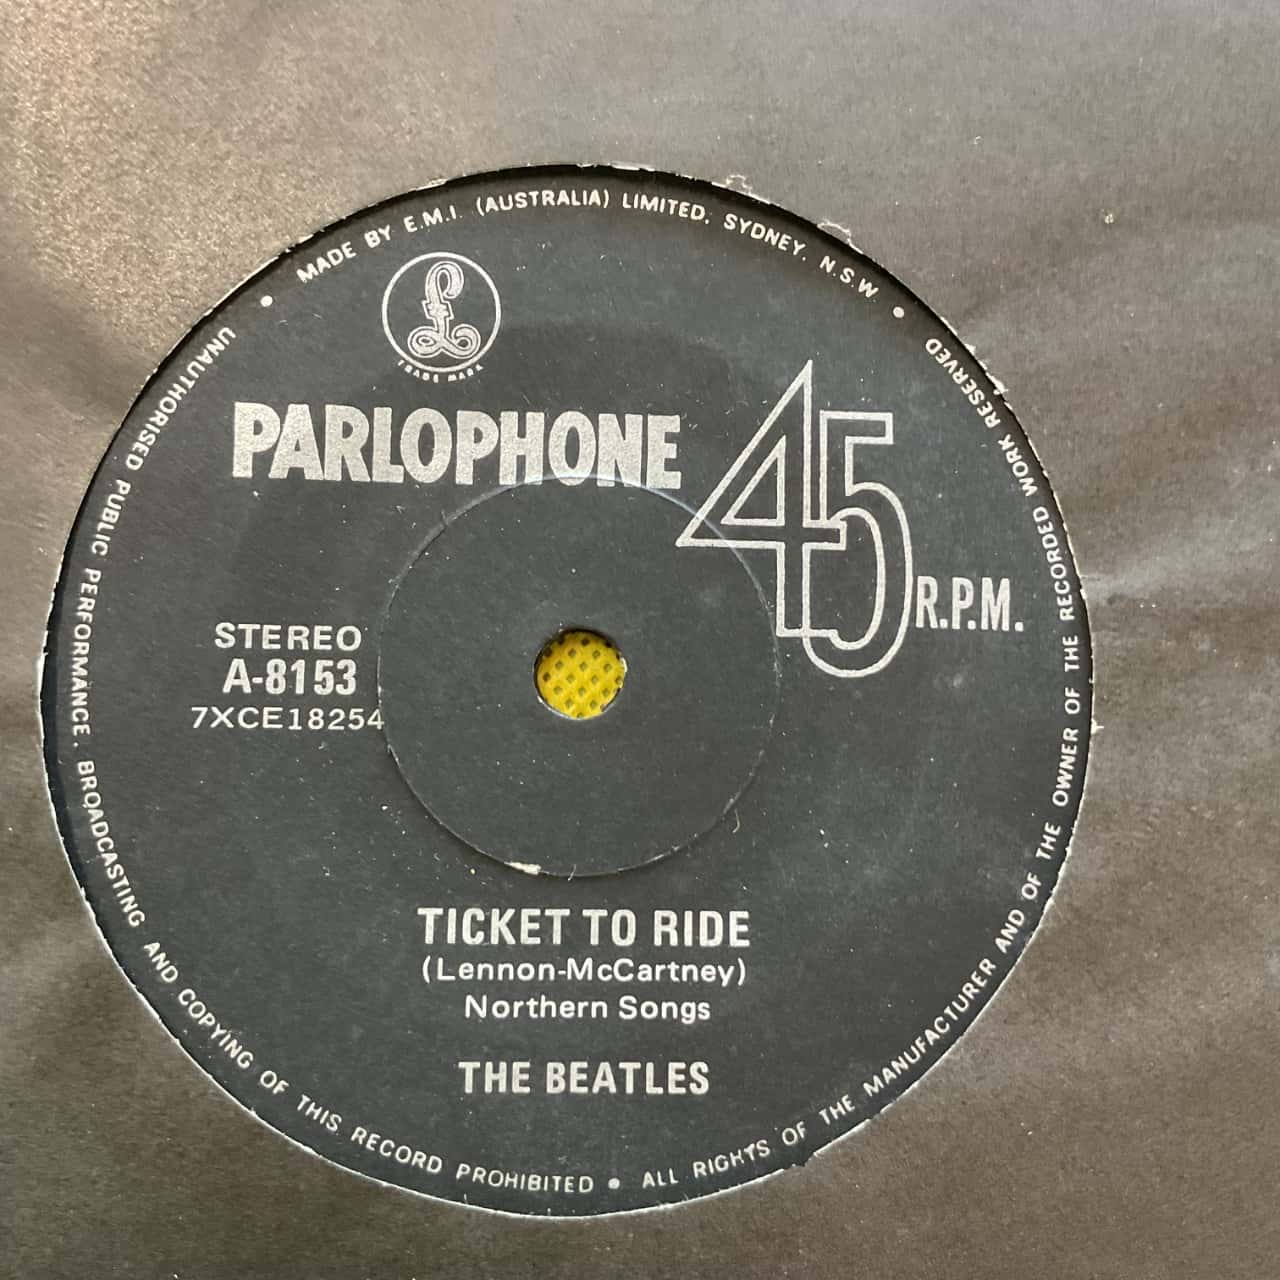 MADE BY E.M.I. (AUSTRALIA) LIMITED. SYDNEY. N.S.W
£
TRADE MARK
PARLOPHONE
45 R.P.M.
STEREO
A-8153
7XCE18254
TICKET TO RIDE
(Lennon-McCartney)
Northern Songs
THE BEATLES
UNAUTHORISED PUBLIC PERFORMANCE. BROADCASTING AND COPYING OF THIS RECORD PROHIBITED • ALL RIGHTS OF THE MANUFACTURER AND OF THE OWNER OF THE RECORDED WORK RESERVED